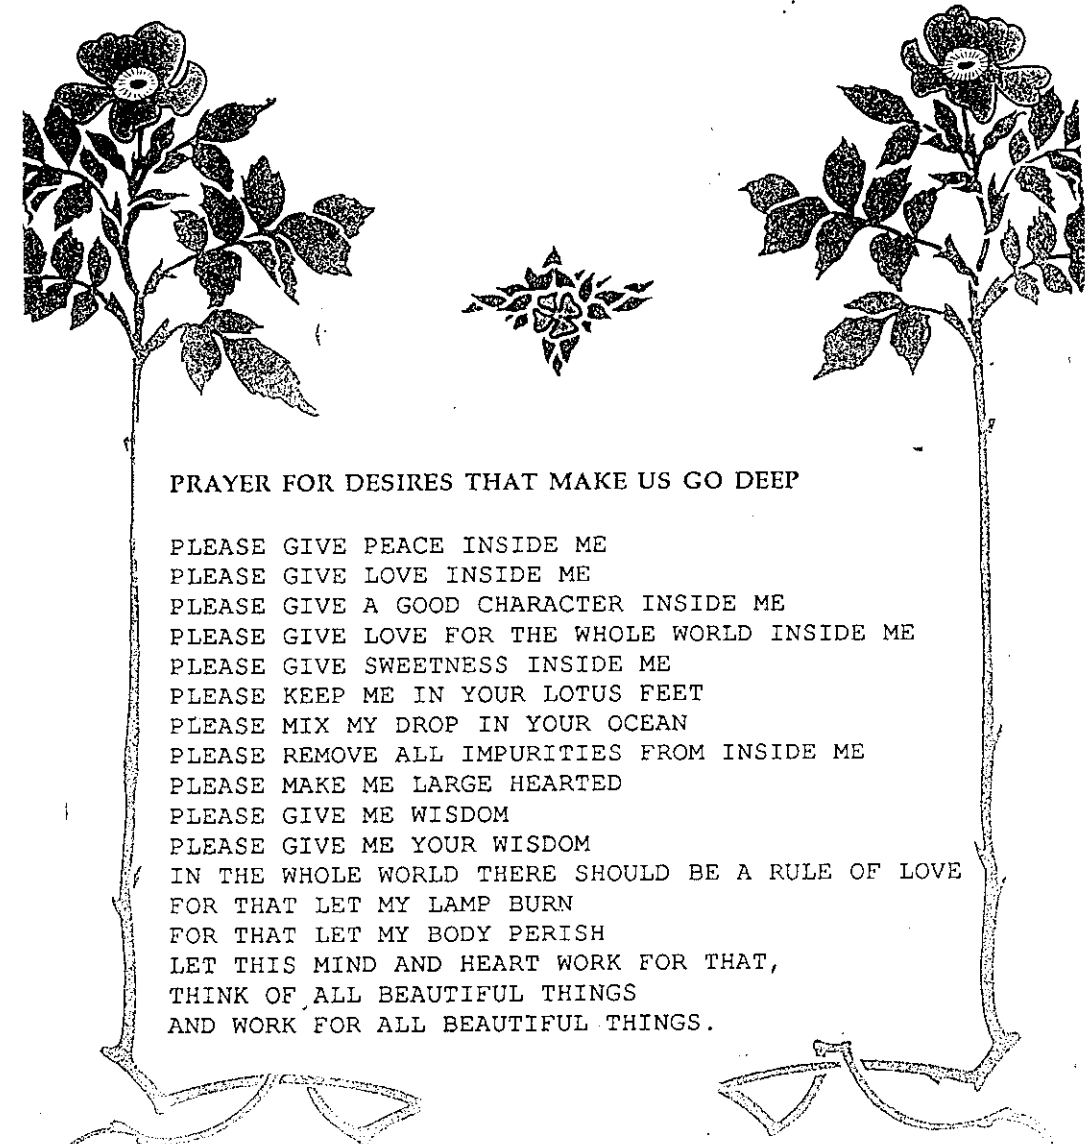 PRAYER FOR DESIRES THAT MAKE US GO DEEP
PLEASE GIVE PEACE INSIDE ME
PLEASE GIVE LOVE INSIDE ME
PLEASE GIVE A GOOD CHARACTER INSIDE ME
PLEASE GIVE LOVE FOR THE WHOLE WORLD INSIDE ME
PLEASE GIVE SWEETNESS INSIDE ME
PLEASE KEEP ME IN YOUR LOTUS FEET
PLEASE MIX MY DROP IN YOUR OCEAN
PLEASE REMOVE ALL IMPURITIES FROM INSIDE ME
PLEASE MAKE ME LARGE HEARTED
PLEASE GIVE ME WISDOM
PLEASE GIVE ME YOUR WISDOM
IN THE WHOLE WORLD THERE SHOULD BE A RULE OF LOVE
FOR THAT LET MY LAMP BURN
FOR THAT LET MY BODY PERISH
LET THIS MIND AND HEART WORK FOR THAT,
THINK OF ALL BEAUTIFUL THINGS
AND WORK FOR ALL BEAUTIFUL THINGS.